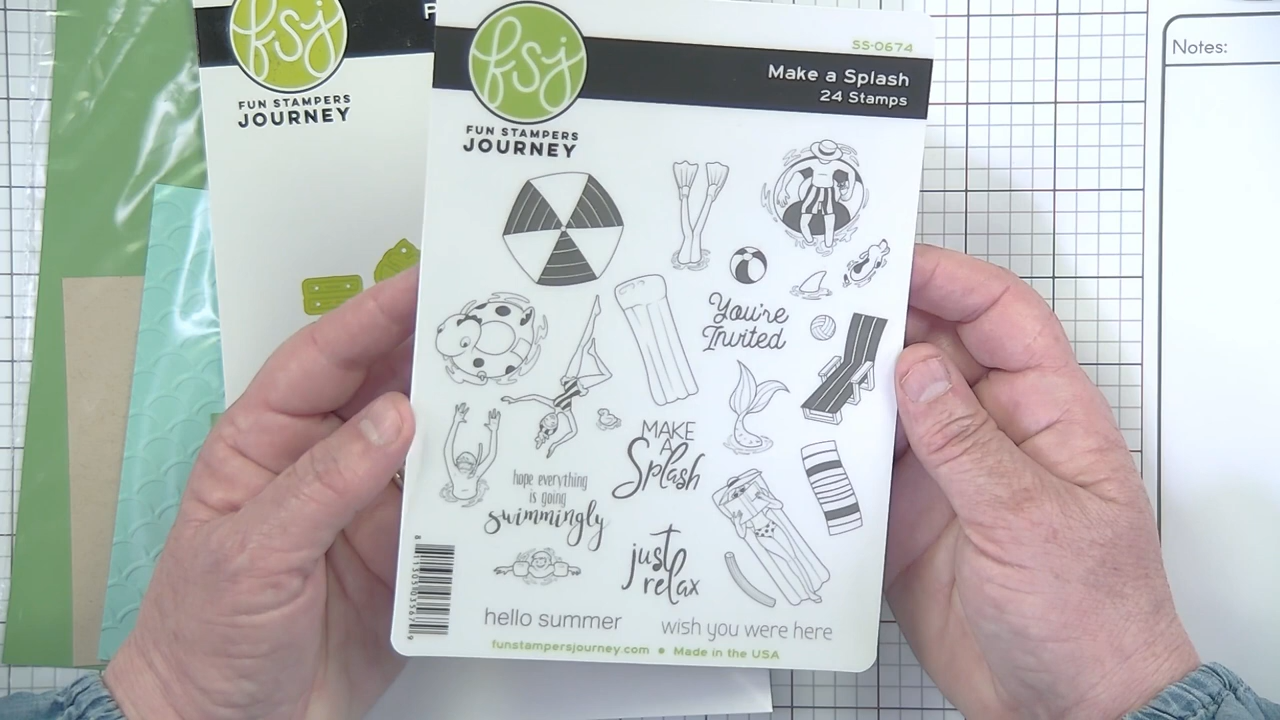 fsj
FUN STAMPERS
JOURNEY
fsj
FUN STAMPERS
JOURNEY
SS-0674
Make a Splash
24 Stamps
Notes:
You're
Invited
MAKE
A
Splash
hope everything
is going
swimmingly
just
relax
hello summer
wish you were here
funstampersjourney.com • Made in the USA